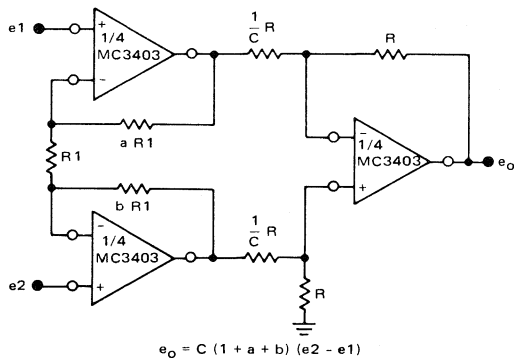 e1
+
1/4
MC3403
−
1/C R
R
a R1
R1
b R1
−
1/4
MC3403
+
e2
−
1/4
MC3403
+
eo
1/C R
R
eo = C (1 + a + b) (e2 - e1)